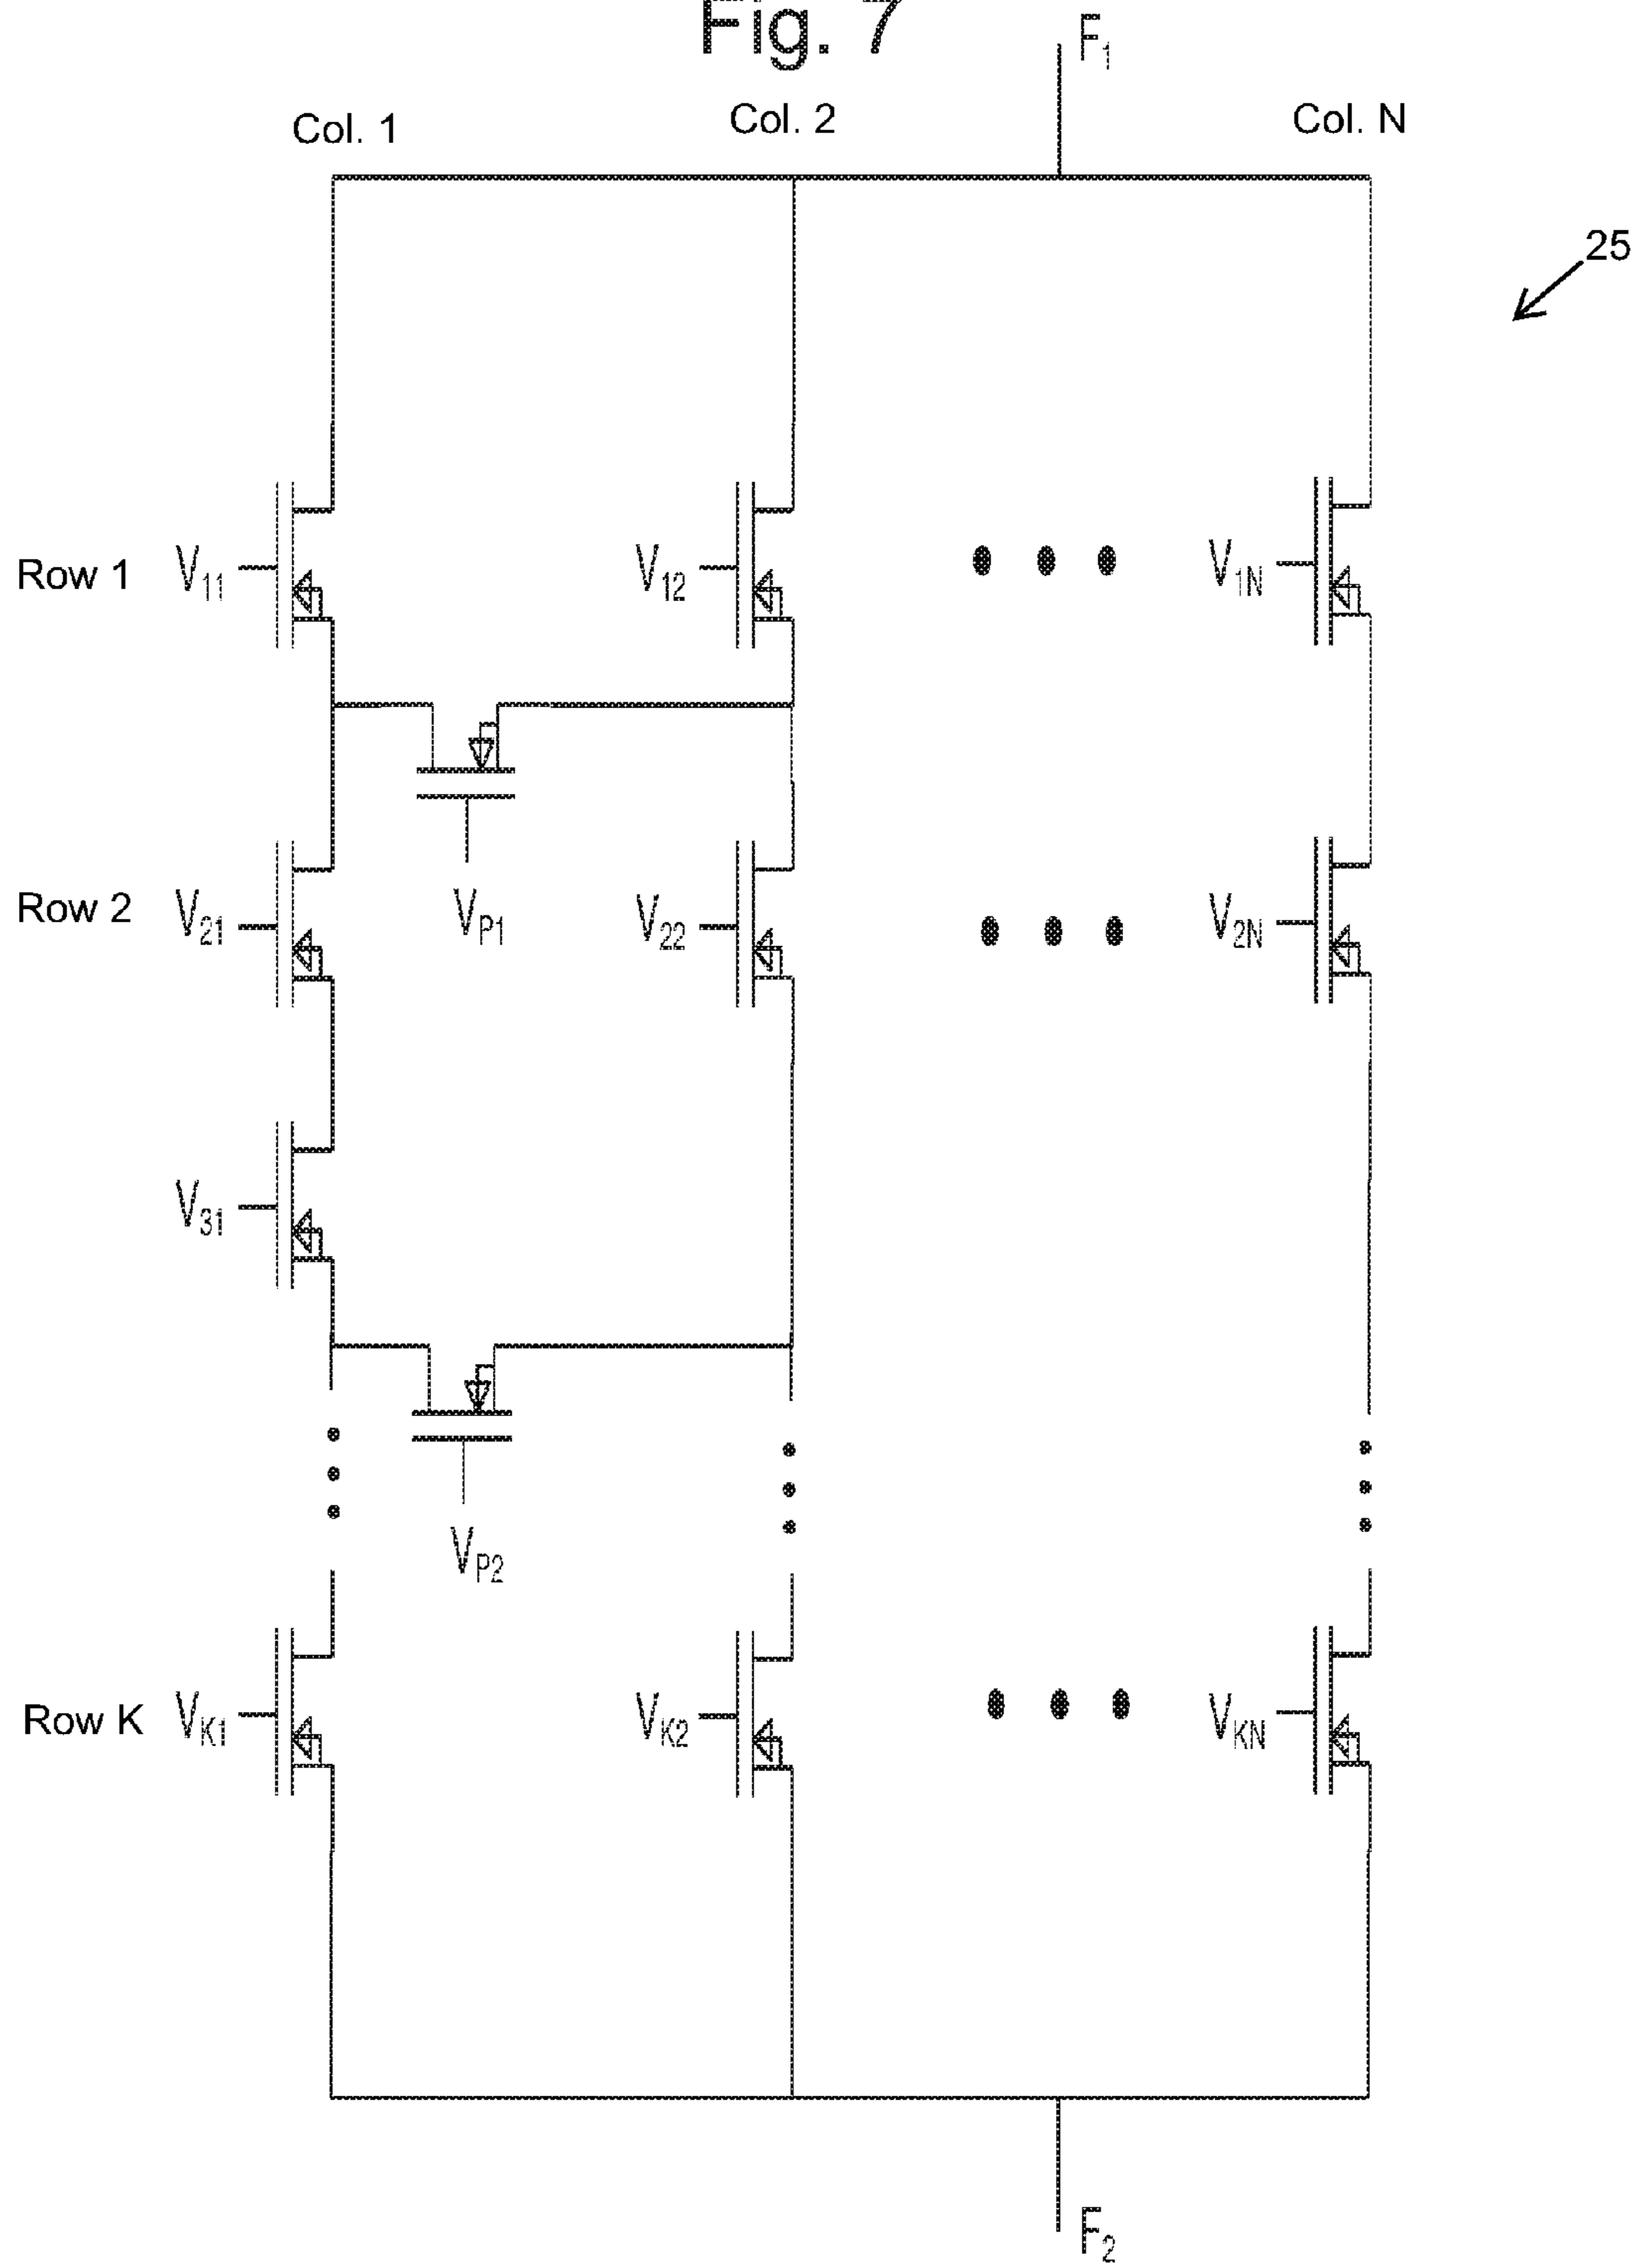 Fig. 7
F1
Col. 1 Col. 2 Col. N
25
Row 1 V11 V12 V1N
Row 2 V21 VP1 V22 V2N
V31
VP2
Row K VK1 VK2 VKN
F2